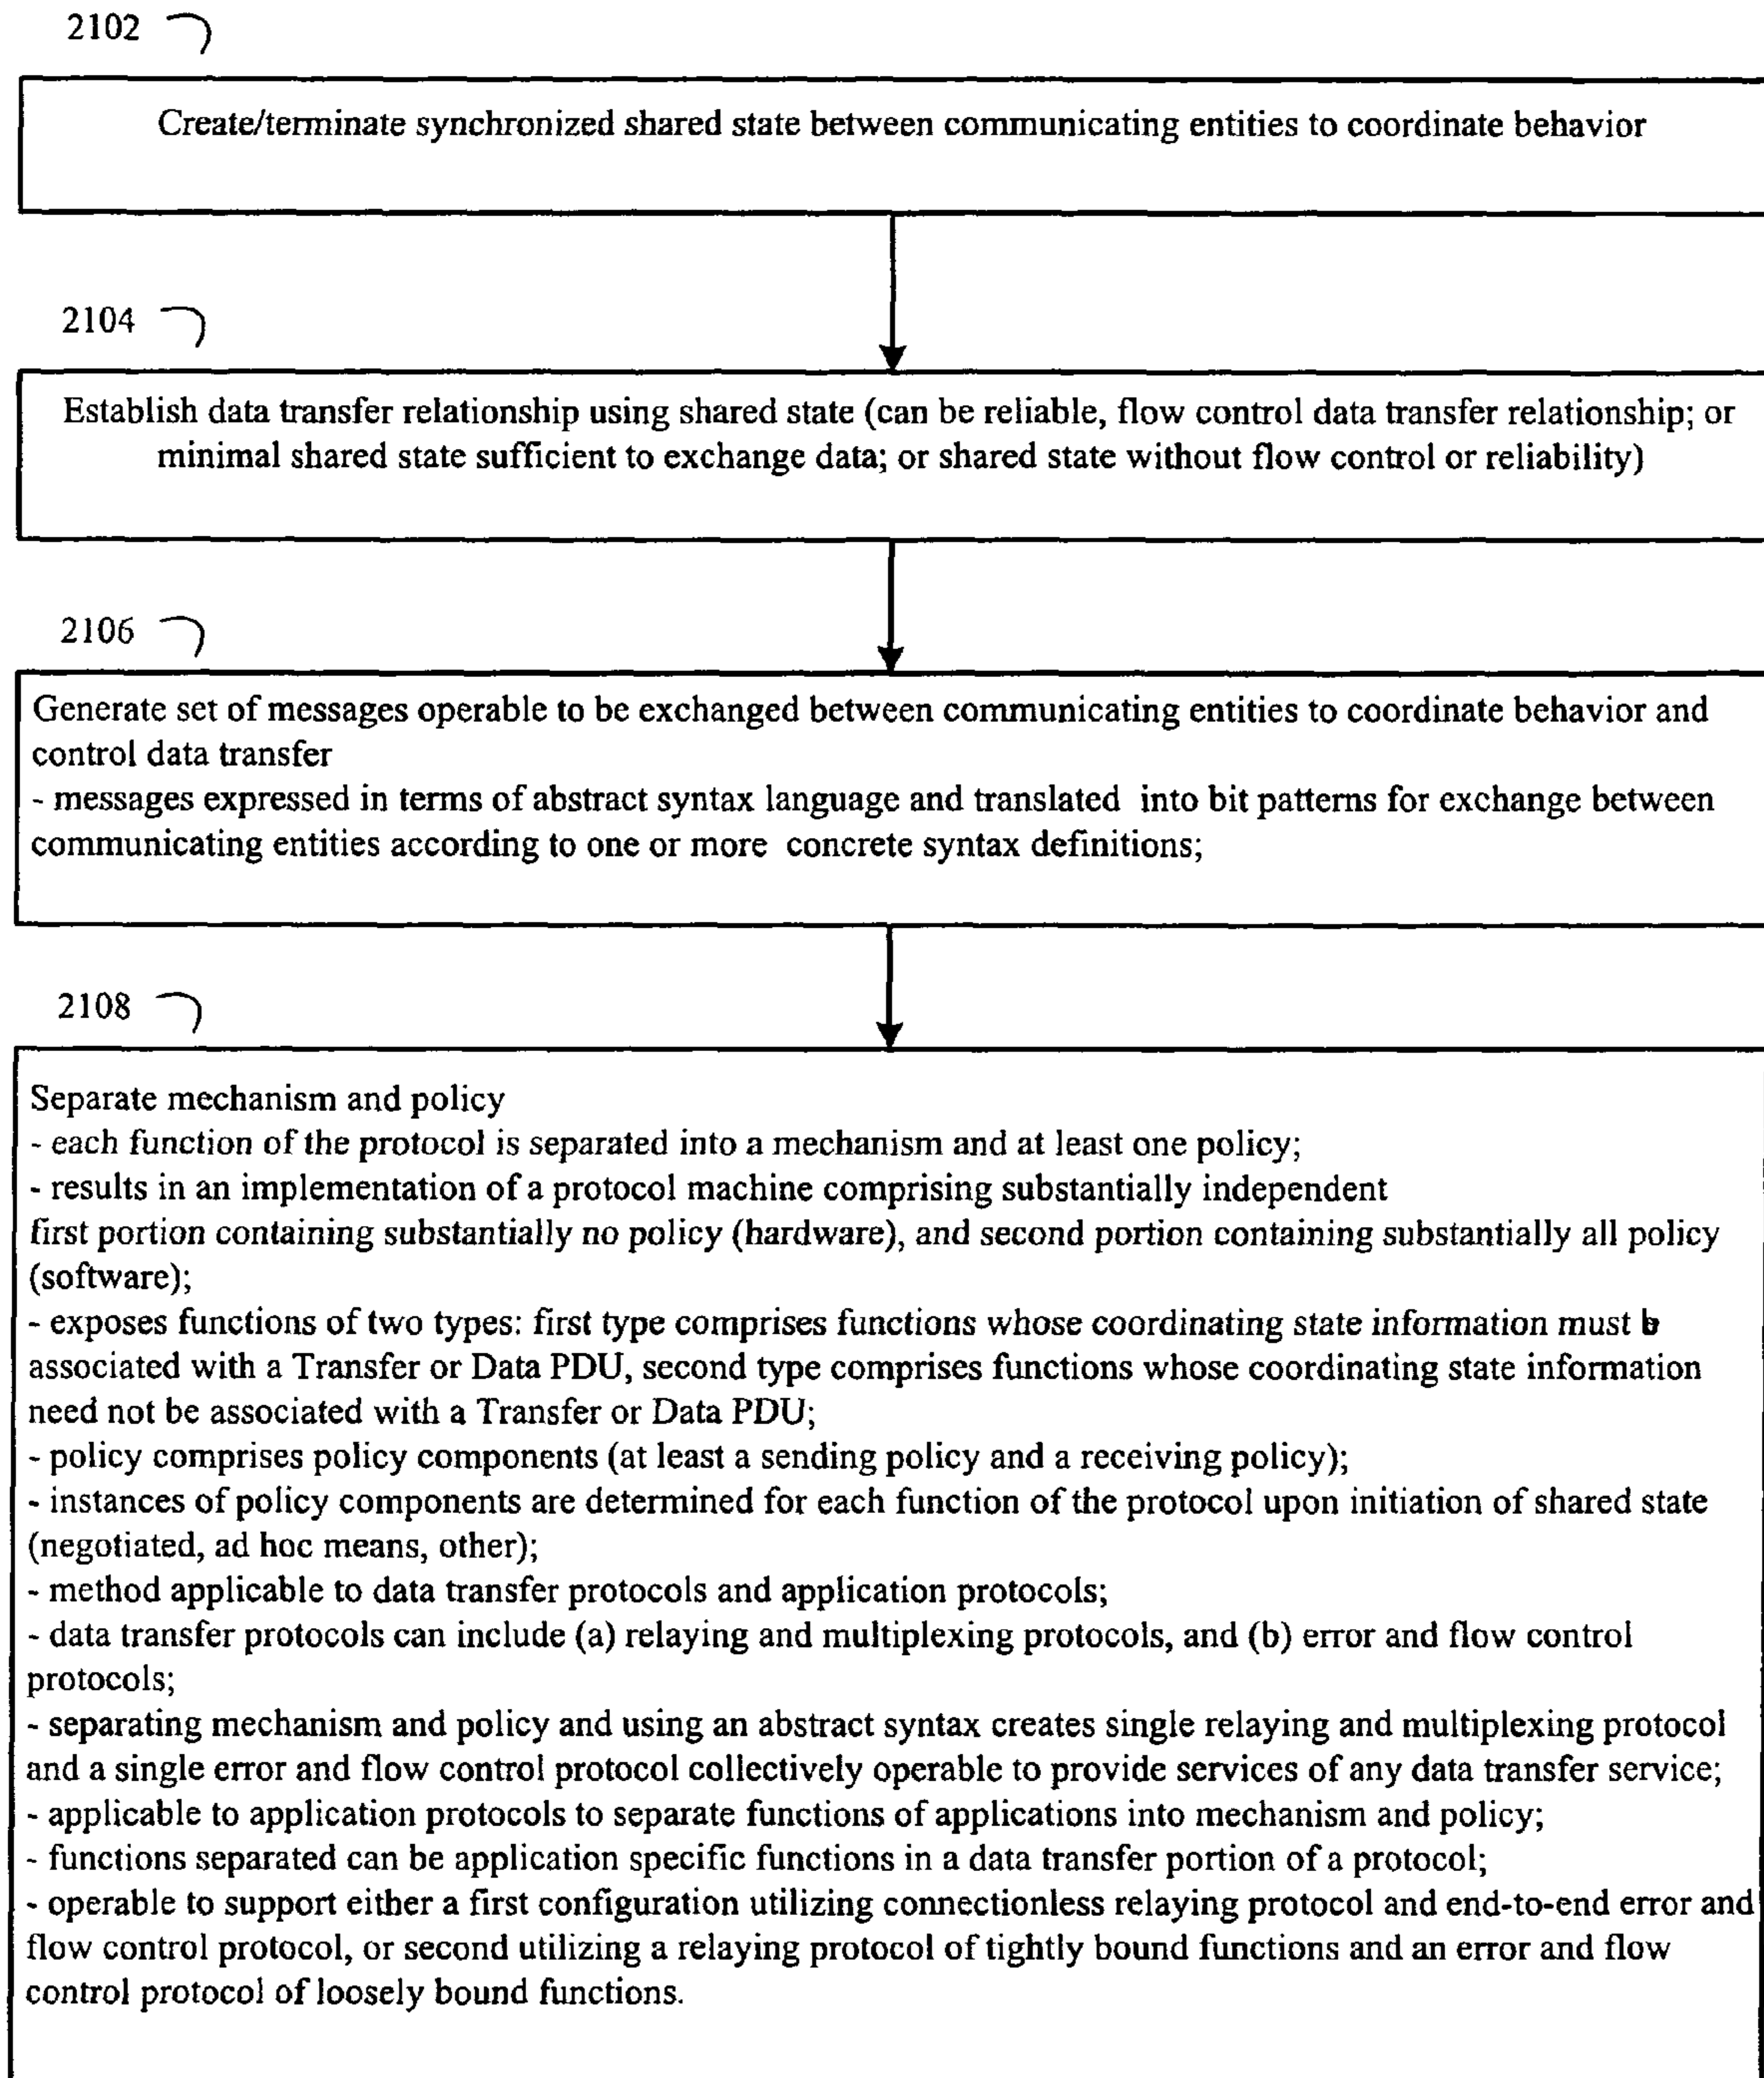 2102
Create/terminate synchronized shared state between communicating entities to coordinate behavior
2104
Establish data transfer relationship using shared state (can be reliable, flow control data transfer relationship; or
minimal shared state sufficient to exchange data; or shared state without flow control or reliability)
2106
Generate set of messages operable to be exchanged between communicating entities to coordinate behavior and
control data transfer
- messages expressed in terms of abstract syntax language and translated into bit patterns for exchange between
communicating entities according to one or more concrete syntax definitions;
2108
Separate mechanism and policy
- each function of the protocol is separated into a mechanism and at least one policy;
- results in an implementation of a protocol machine comprising substantially independent
first portion containing substantially no policy (hardware), and second portion containing substantially all policy
(software);
- exposes functions of two types: first type comprises functions whose coordinating state information must b
associated with a Transfer or Data PDU, second type comprises functions whose coordinating state information
need not be associated with a Transfer or Data PDU;
- policy comprises policy components (at least a sending policy and a receiving policy);
- instances of policy components are determined for each function of the protocol upon initiation of shared state
(negotiated, ad hoc means, other);
- method applicable to data transfer protocols and application protocols;
- data transfer protocols can include (a) relaying and multiplexing protocols, and (b) error and flow control
protocols;
- separating mechanism and policy and using an abstract syntax creates single relaying and multiplexing protocol
and a single error and flow control protocol collectively operable to provide services of any data transfer service;
- applicable to application protocols to separate functions of applications into mechanism and policy;
- functions separated can be application specific functions in a data transfer portion of a protocol;
- operable to support either a first configuration utilizing connectionless relaying protocol and end-to-end error and
flow control protocol, or second utilizing a relaying protocol of tightly bound functions and an error and flow
control protocol of loosely bound functions.